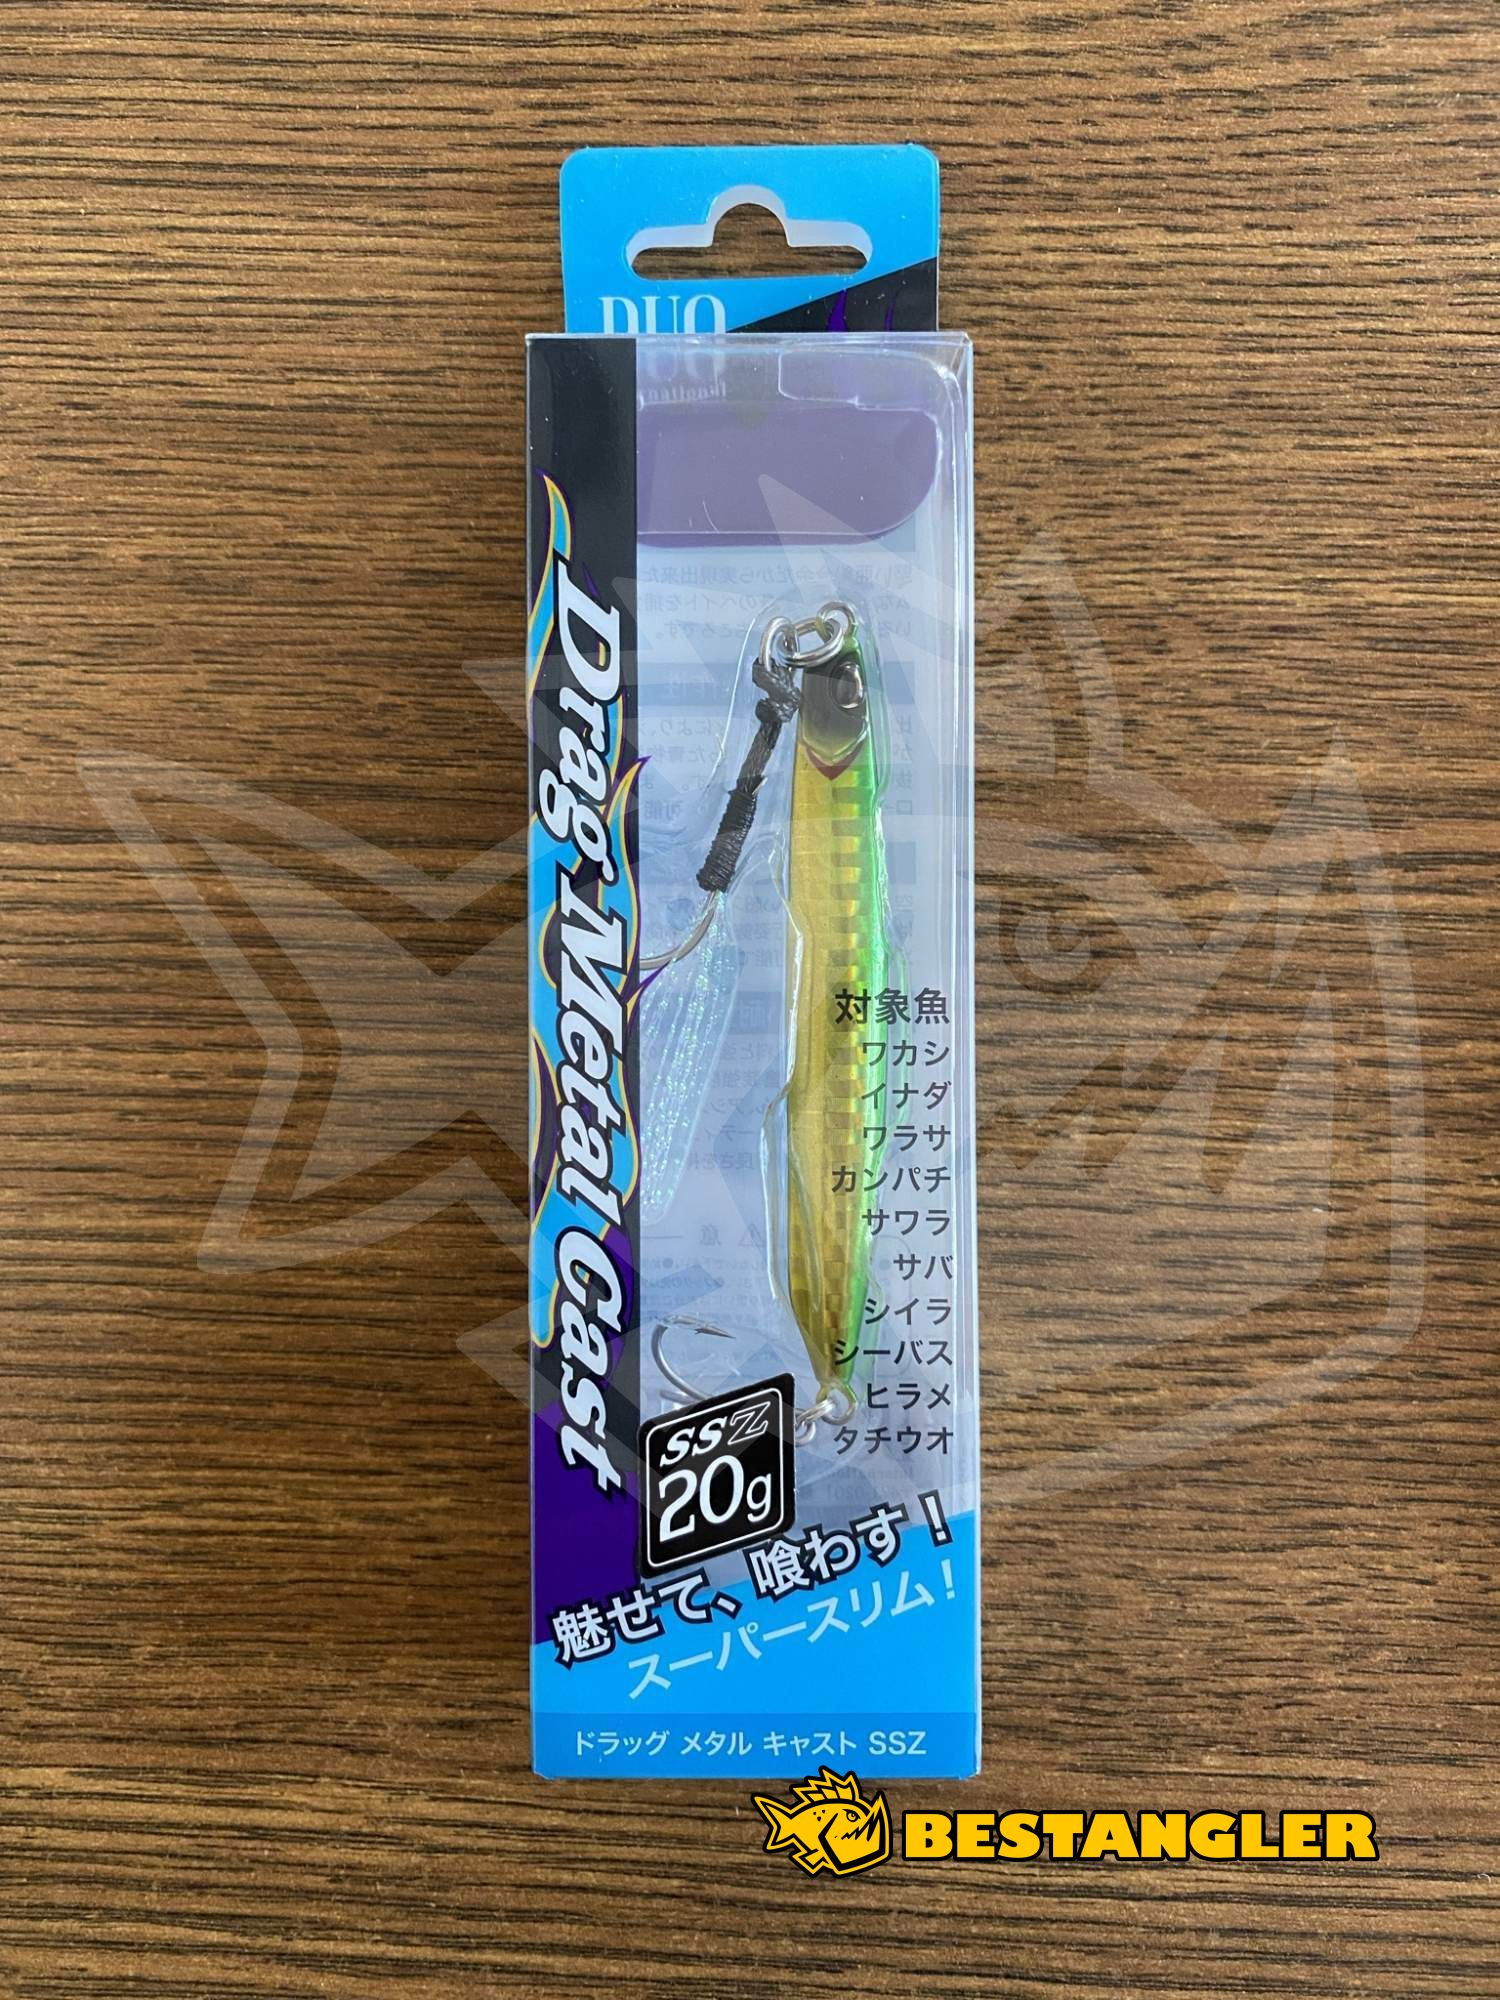 DUO
Drag Metal Cast
対象魚
ワカシ
イナダ
ワラサ
カンパチ
サワラ
サバ
シイラ
シーバス
ヒラメ
タチウオ
SSZ
20g
魅せて、喰わす！
スーパースリム！
ドラッグ メタル キャスト SSZ
BESTANGLER